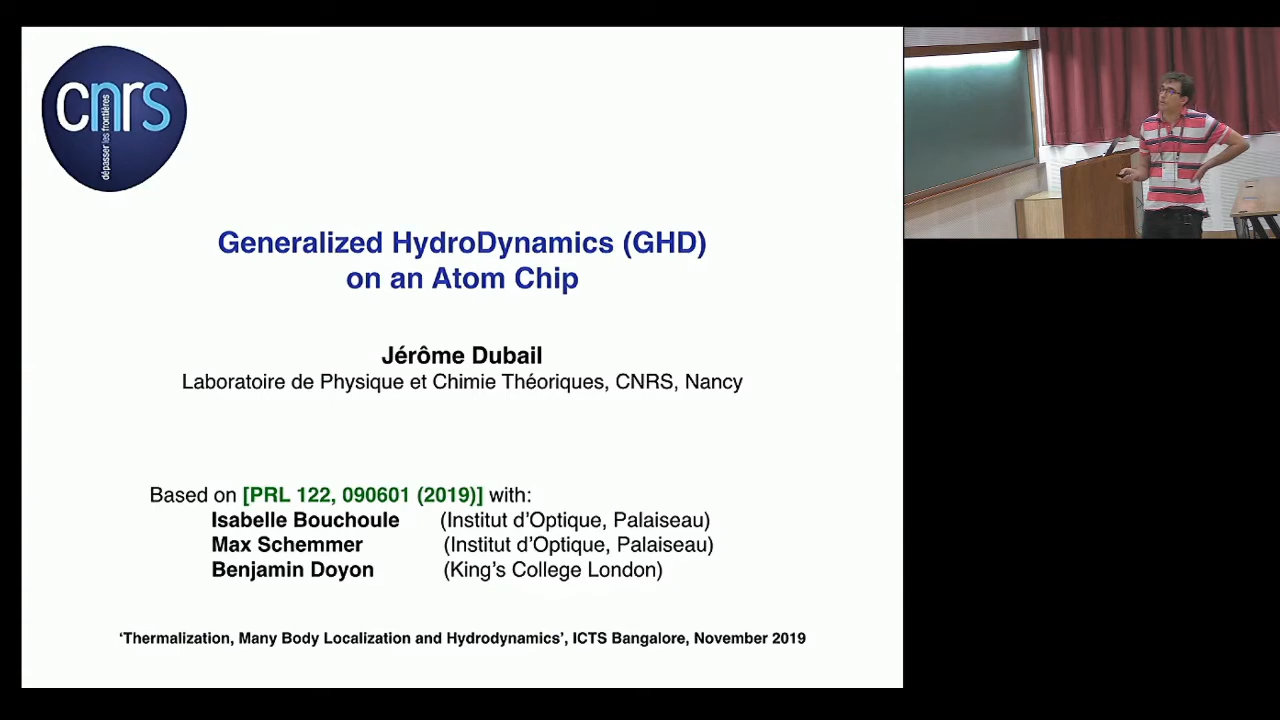 cnrs
dépasser les frontières
Generalized HydroDynamics (GHD)
on an Atom Chip
Jérôme Dubail
Laboratoire de Physique et Chimie Théoriques, CNRS, Nancy
Based on [PRL 122, 090601 (2019)] with:
Isabelle Bouchoule (Institut d'Optique, Palaiseau)
Max Schemmer (Institut d'Optique, Palaiseau)
Benjamin Doyon (King's College London)
‘Thermalization, Many Body Localization and Hydrodynamics’, ICTS Bangalore, November 2019